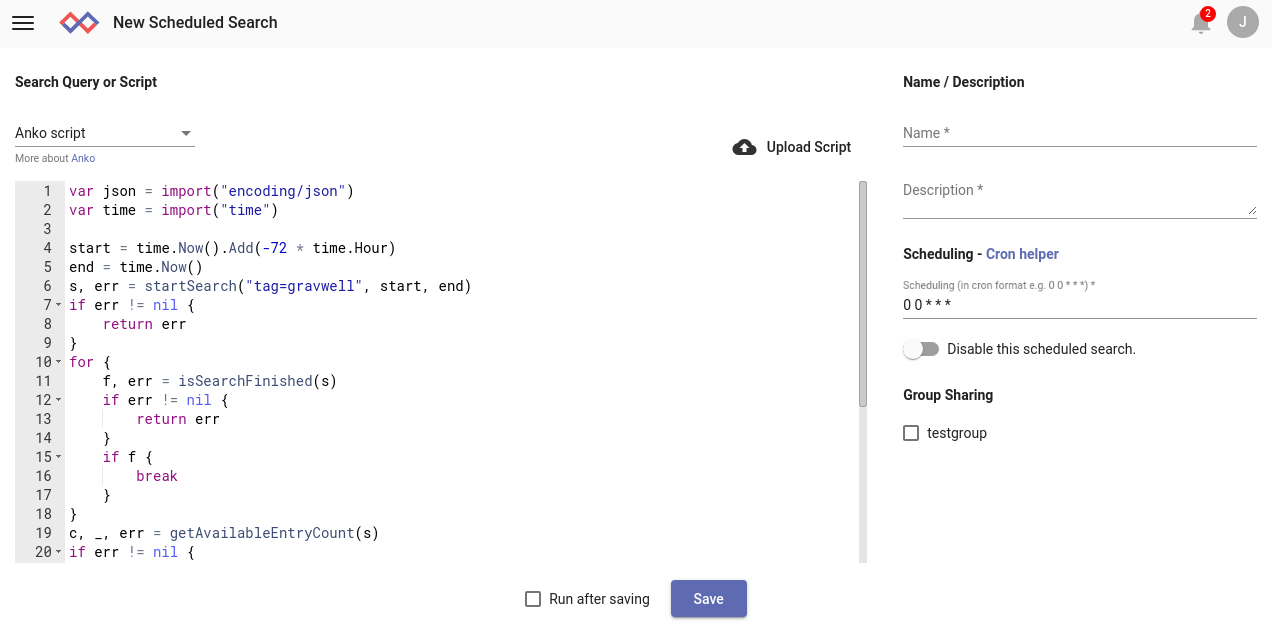 New Scheduled Search
2
J
Search Query or Script
Anko script
More about Anko
Upload Script
1 var json = import("encoding/json")
2 var time = import("time")
3
4 start = time.Now().Add(-72 * time.Hour)
5 end = time.Now()
6 s, err = startSearch("tag=gravwell", start, end)
7 if err != nil {
8     return err
9 }
10 for {
11     f, err = isSearchFinished(s)
12     if err != nil {
13         return err
14     }
15     if f {
16         break
17     }
18 }
19 c, _, err = getAvailableEntryCount(s)
20 if err != nil {
Name / Description
Name *
Description *
Scheduling - Cron helper
Scheduling (in cron format e.g. 0 0 * * *) *
0 0 * * *
Disable this scheduled search.
Group Sharing
testgroup
Run after saving
Save